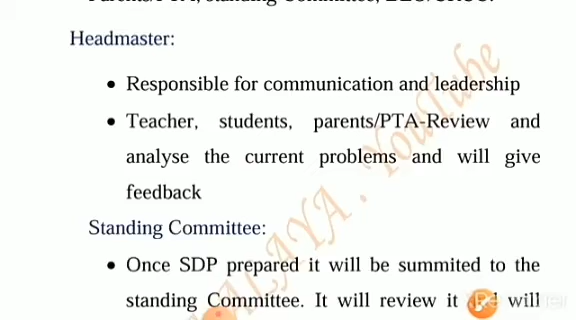 Headmaster:
• Responsible for communication and leadership
• Teacher, students, parents/PTA-Review and
analyse the current problems and will give
feedback
Standing Committee:
• Once SDP prepared it will be summited to the
standing Committee. It will review it will
ALAYA . YouTube